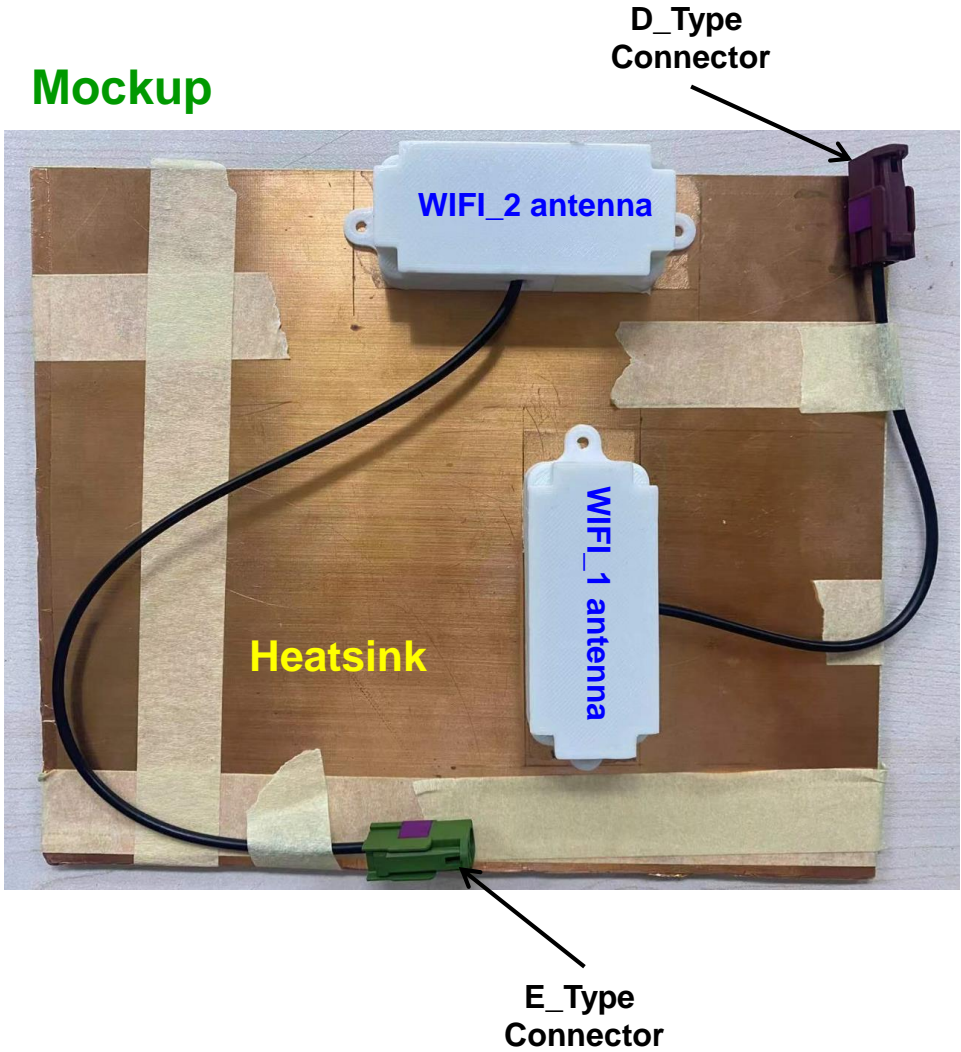 D_Type
Connector
Mockup
WIFI_2 antenna
WIFI_1 antenna
Heatsink
E_Type
Connector